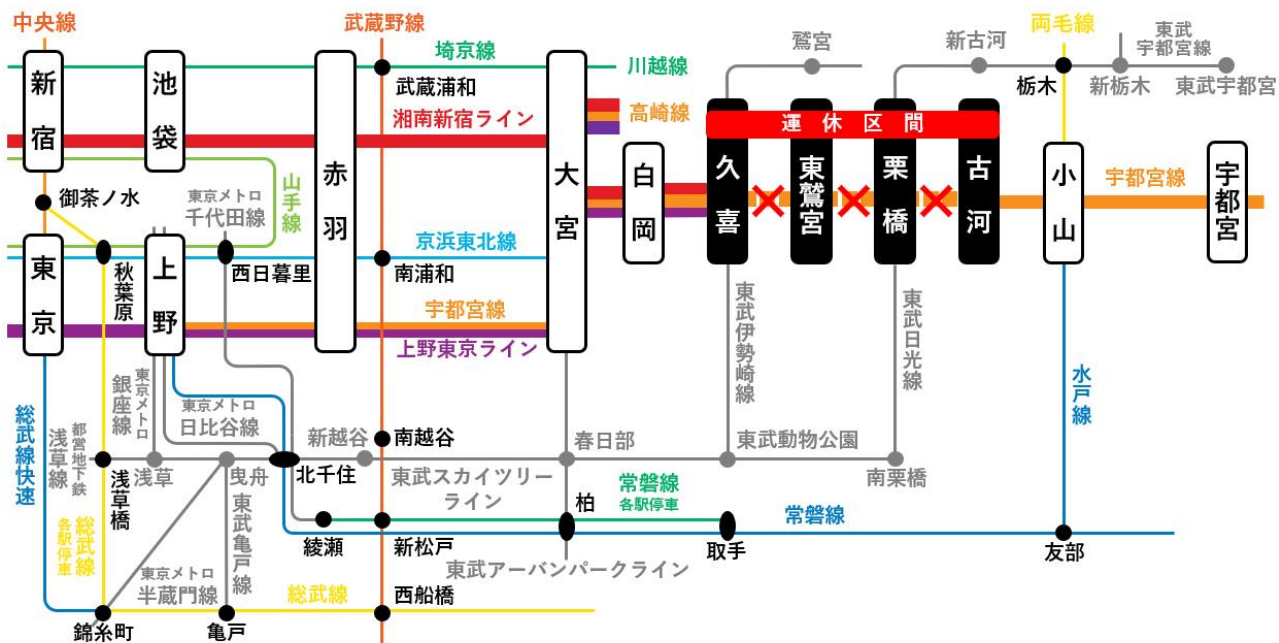 中央線
武蔵野線
両毛線
東武
宇都宮線
鷲宮
新古河
埼京線
川越線
武蔵浦和
栃木
新栃木
東武宇都宮
新宿
池袋
湘南新宿ライン
高崎線
運休区間
赤羽
大宮
白岡
久喜
東鷲宮
栗橋
古河
小山
宇都宮線
宇都宮
御茶ノ水
山手線
東京メトロ
千代田線
京浜東北線
東京
秋葉原
上野
西日暮里
南浦和
宇都宮線
上野東京ライン
東武伊勢崎線
東武日光線
水戸線
総武線快速
都営地下鉄
浅草線
東京メトロ
銀座線
東京メトロ
日比谷線
新越谷
南越谷
春日部
東武動物公園
浅草橋
浅草
曳舟
北千住
東武スカイツリー
ライン
南栗橋
柏
常磐線
各駅停車
常磐線
総武線
各駅停車
東武亀戸線
綾瀬
新松戸
取手
友部
東武アーバンパークライン
東京メトロ
半蔵門線
総武線
西船橋
錦糸町
亀戸